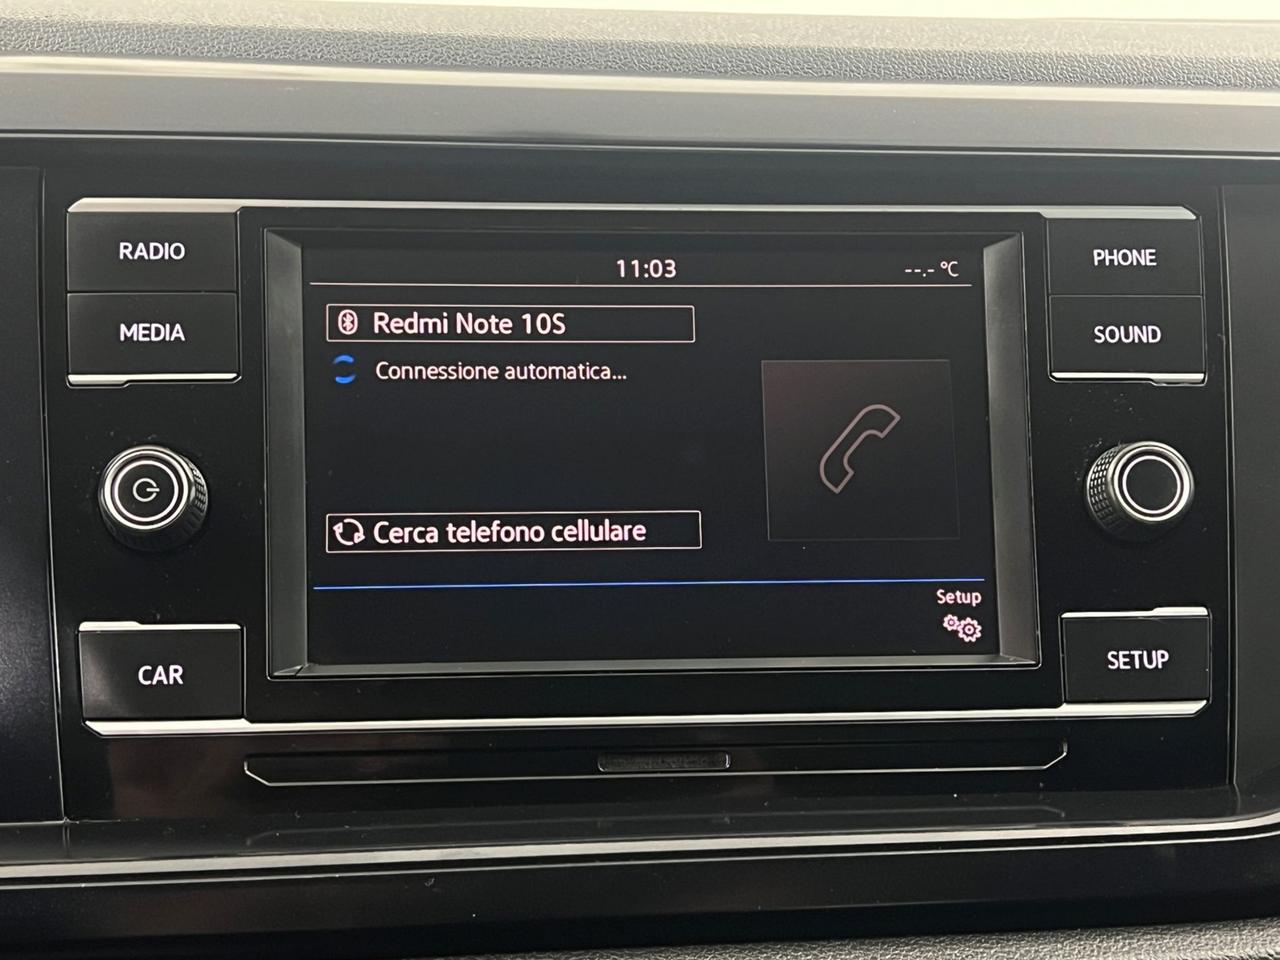 RADIO
MEDIA
CAR
11:03
--.- °C
Redmi Note 10S
Connessione automatica...
Cerca telefono cellulare
Setup
PHONE
SOUND
SETUP